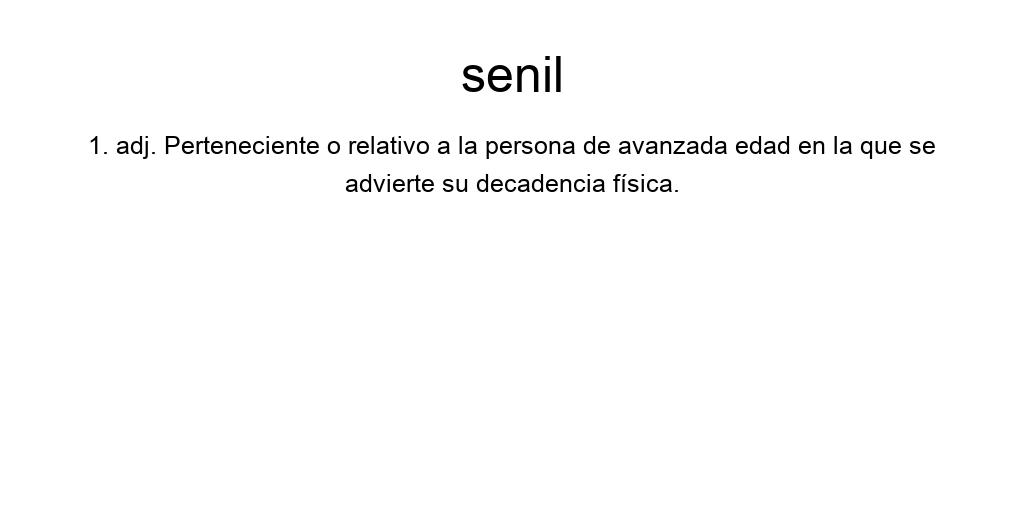 senil
1. adj. Perteneciente o relativo a la persona de avanzada edad en la que se
advierte su decadencia física.